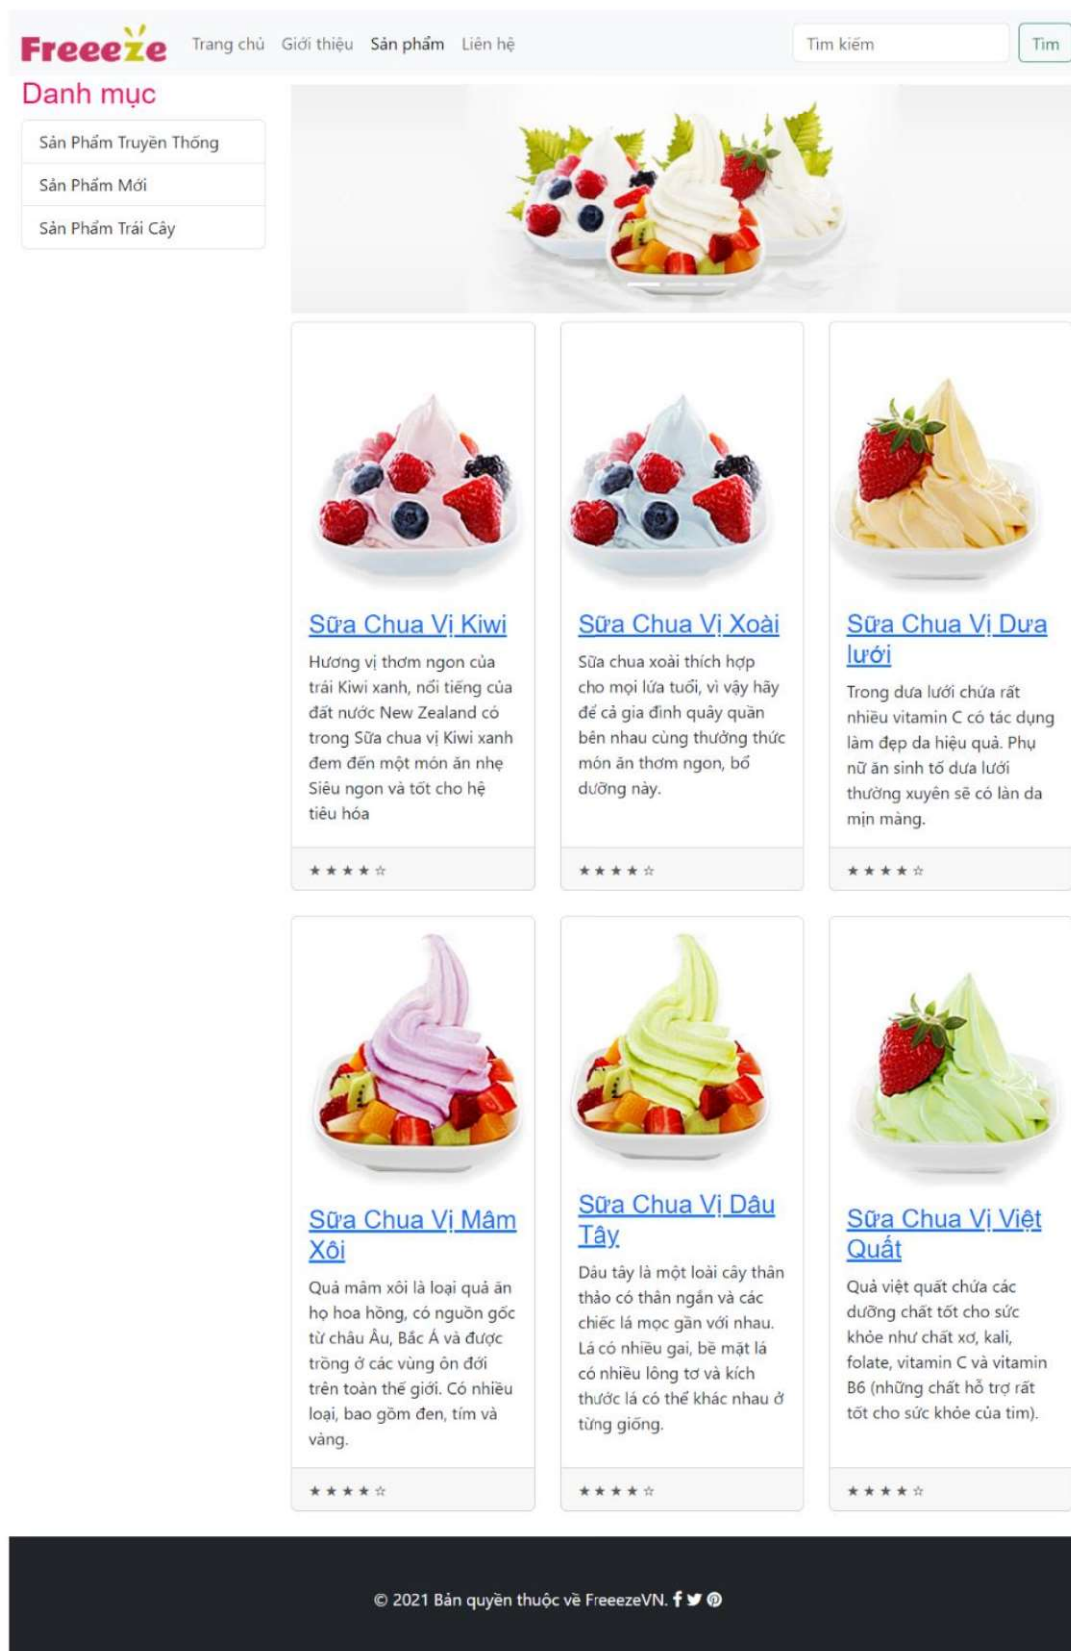 Freeeze Trang chủ Giới thiệu Sản phẩm Liên hệ Tìm kiếm Tìm
Danh mục
Sản Phẩm Truyền Thống
Sản Phẩm Mới
Sản Phẩm Trái Cây
Sữa Chua Vị Kiwi
Hương vị thơm ngon của
trái Kiwi xanh, nổi tiếng của
đất nước New Zealand có
trong Sữa chua vị Kiwi xanh
đem đến một món ăn nhẹ
Siêu ngon và tốt cho hệ
tiêu hóa
★ ★ ★ ★ ☆
Sữa Chua Vị Xoài
Sữa chua xoài thích hợp
cho mọi lứa tuổi, vì vậy hãy
để cả gia đình quây quần
bên nhau cùng thưởng thức
món ăn thơm ngon, bổ
dưỡng này.
★ ★ ★ ★ ☆
Sữa Chua Vị Dưa
lưới
Trong dưa lưới chứa rất
nhiều vitamin C có tác dụng
làm đẹp da hiệu quả. Phụ
nữ ăn sinh tố dưa lưới
thường xuyên sẽ có làn da
mịn màng.
★ ★ ★ ★ ☆
Sữa Chua Vị Mâm
Xôi
Quả mâm xôi là loại quả ăn
họ hoa hồng, có nguồn gốc
từ châu Âu, Bắc Á và được
trồng ở các vùng ôn đới
trên toàn thế giới. Có nhiều
loại, bao gồm đen, tím và
vàng.
★ ★ ★ ★ ☆
Sữa Chua Vị Dâu
Tây
Dâu tây là một loài cây thân
thảo có thân ngắn và các
chiếc lá mọc gần với nhau.
Lá có nhiều gai, bề mặt lá
có nhiều lông tơ và kích
thước lá có thể khác nhau ở
từng giống.
★ ★ ★ ★ ☆
Sữa Chua Vị Việt
Quất
Quả việt quất chứa các
dưỡng chất tốt cho sức
khỏe như chất xơ, kali,
folate, vitamin C và vitamin
B6 (những chất hỗ trợ rất
tốt cho sức khỏe của tim).
★ ★ ★ ★ ☆
© 2021 Bản quyền thuộc về FreeezeVN.